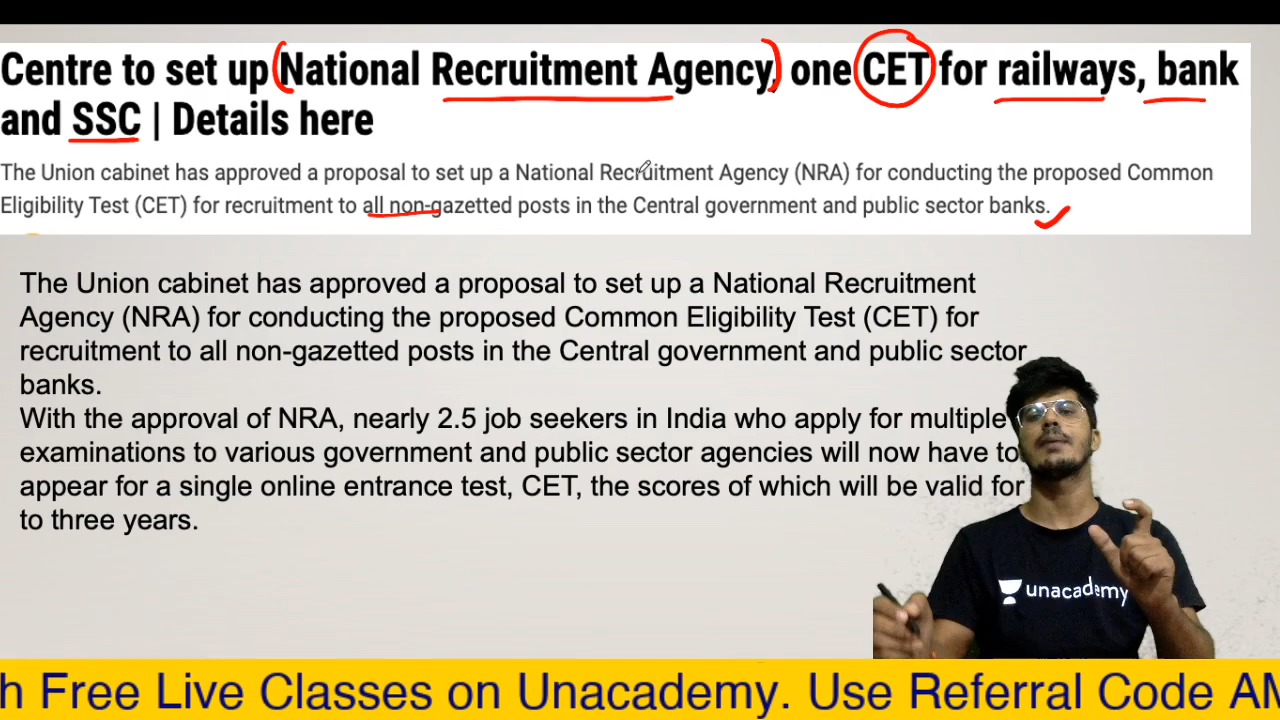 Centre to set up National Recruitment Agency, one CET for railways, bank
and SSC | Details here
The Union cabinet has approved a proposal to set up a National Recruitment Agency (NRA) for conducting the proposed Common
Eligibility Test (CET) for recruitment to all non-gazetted posts in the Central government and public sector banks.
The Union cabinet has approved a proposal to set up a National Recruitment
Agency (NRA) for conducting the proposed Common Eligibility Test (CET) for
recruitment to all non-gazetted posts in the Central government and public sector
banks.
With the approval of NRA, nearly 2.5 job seekers in India who apply for multiple
examinations to various government and public sector agencies will now have to
appear for a single online entrance test, CET, the scores of which will be valid for
to three years.
unacademy
h Free Live Classes on Unacademy. Use Referral Code AM